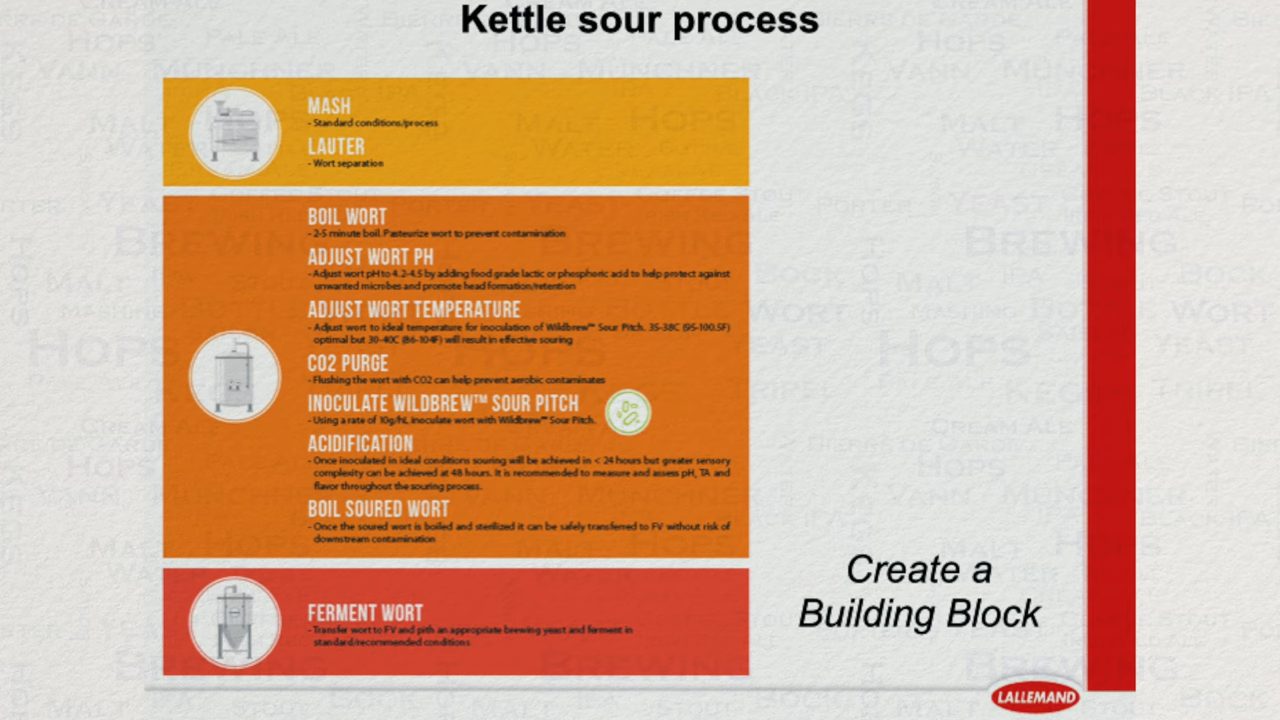 Kettle sour process
MASH
- Standard conditions/process
LAUTER
- Wort separation
BOIL WORT
- 2-5 minute boil. Pasteurize wort to prevent contamination
ADJUST WORT PH
- Adjust wort pH to 4.2-4.5 by adding food grade lactic or phosphoric acid to help protect against
unwanted microbes and promote head formation/retention
ADJUST WORT TEMPERATURE
- Adjust wort to ideal temperature for inoculation of Wildbrew™ Sour Pitch. 35-38C (95-100.5F)
optimal but 30-40C (86-104F) will result in effective souring
CO2 PURGE
- Flushing the wort with CO2 can help prevent aerobic contaminates
INOCULATE WILDBREW™ SOUR PITCH
- Using a rate of 10g/hL inoculate wort with Wildbrew™ Sour Pitch.
ACIDIFICATION
- Once inoculated in ideal conditions souring will be achieved in < 24 hours but greater sensory
complexity can be achieved at 48 hours. It is recommended to measure and assess pH, TA and
flavor throughout the souring process.
BOIL SOURED WORT
- Once the soured wort is boiled and sterilized it can be safely transferred to FV without risk of
downstream contamination
FERMENT WORT
- Transfer wort to FV and pith an appropriate brewing yeast and ferment in
standard/recommended conditions
Create a
Building Block
LALLEMAND